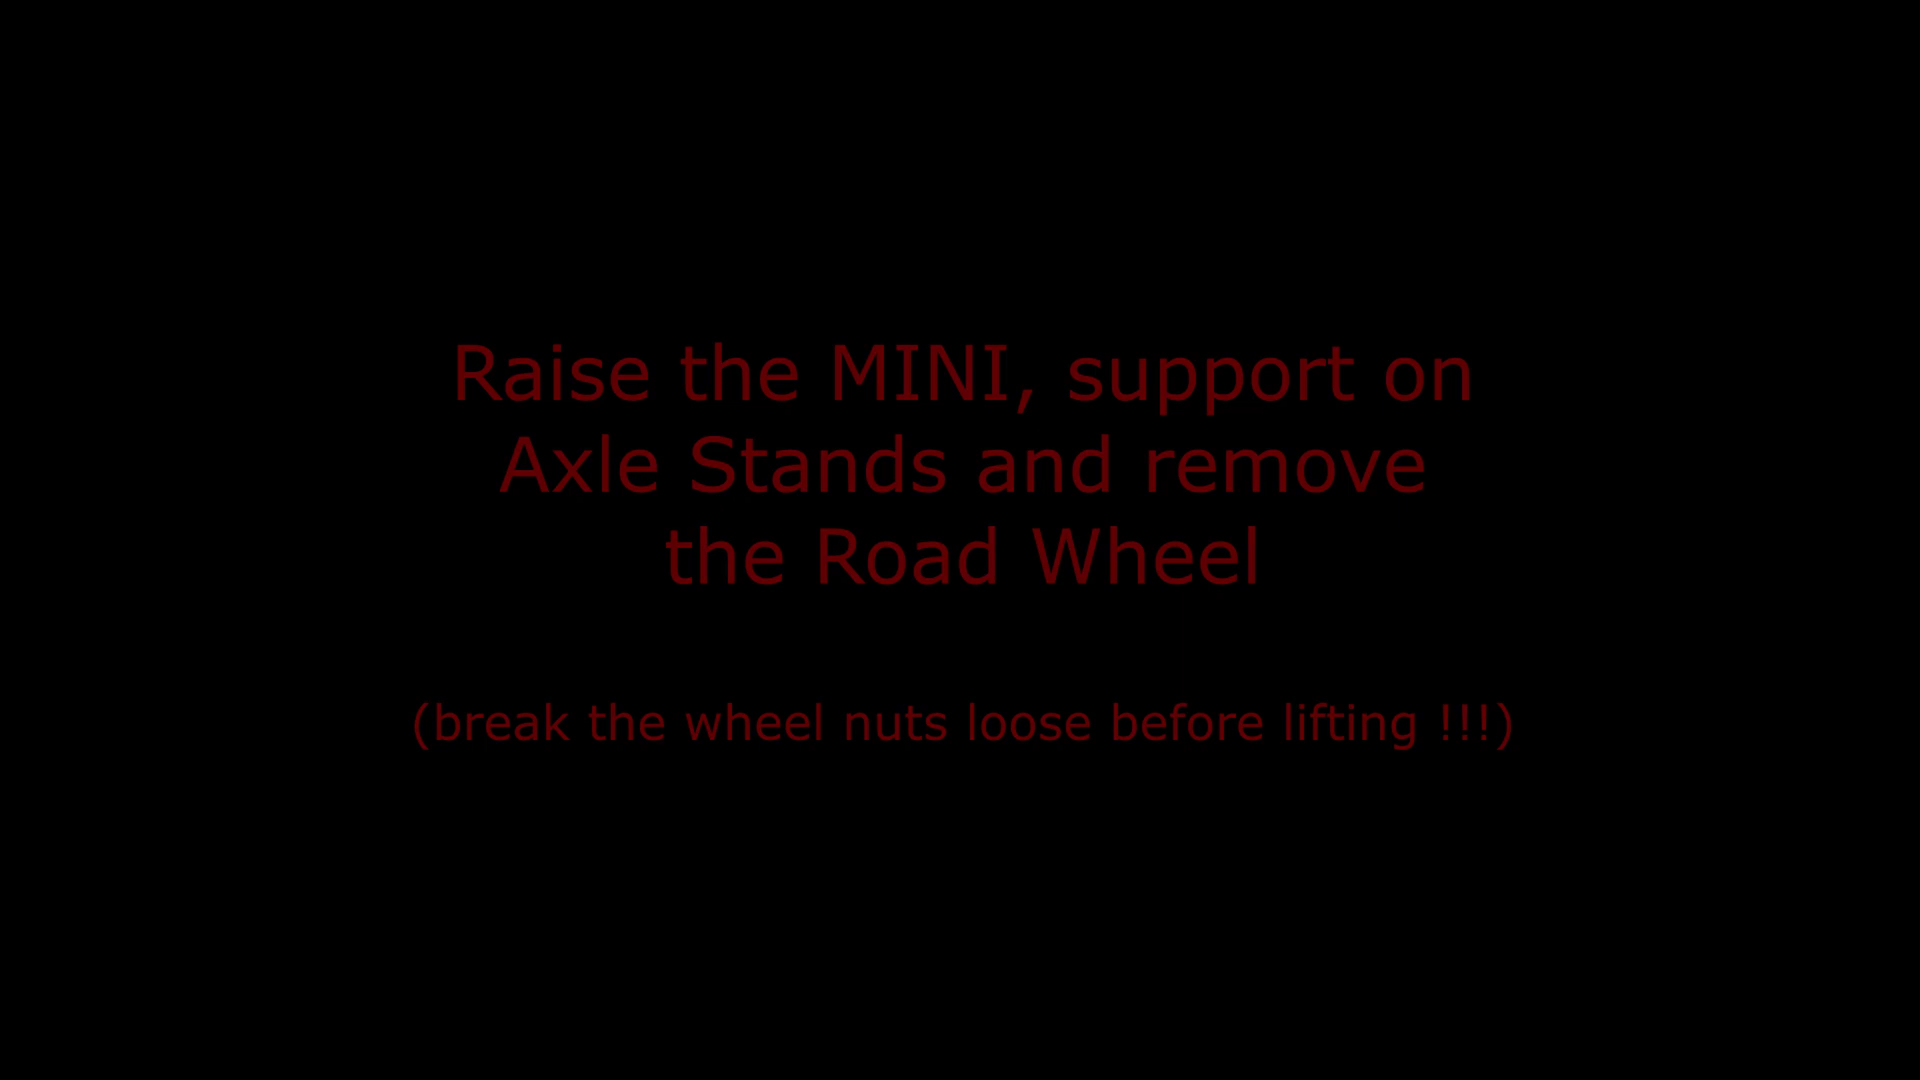 Raise the MINI, support on
Axle Stands and remove
the Road Wheel
(break the wheel nuts loose before lifting !!!)